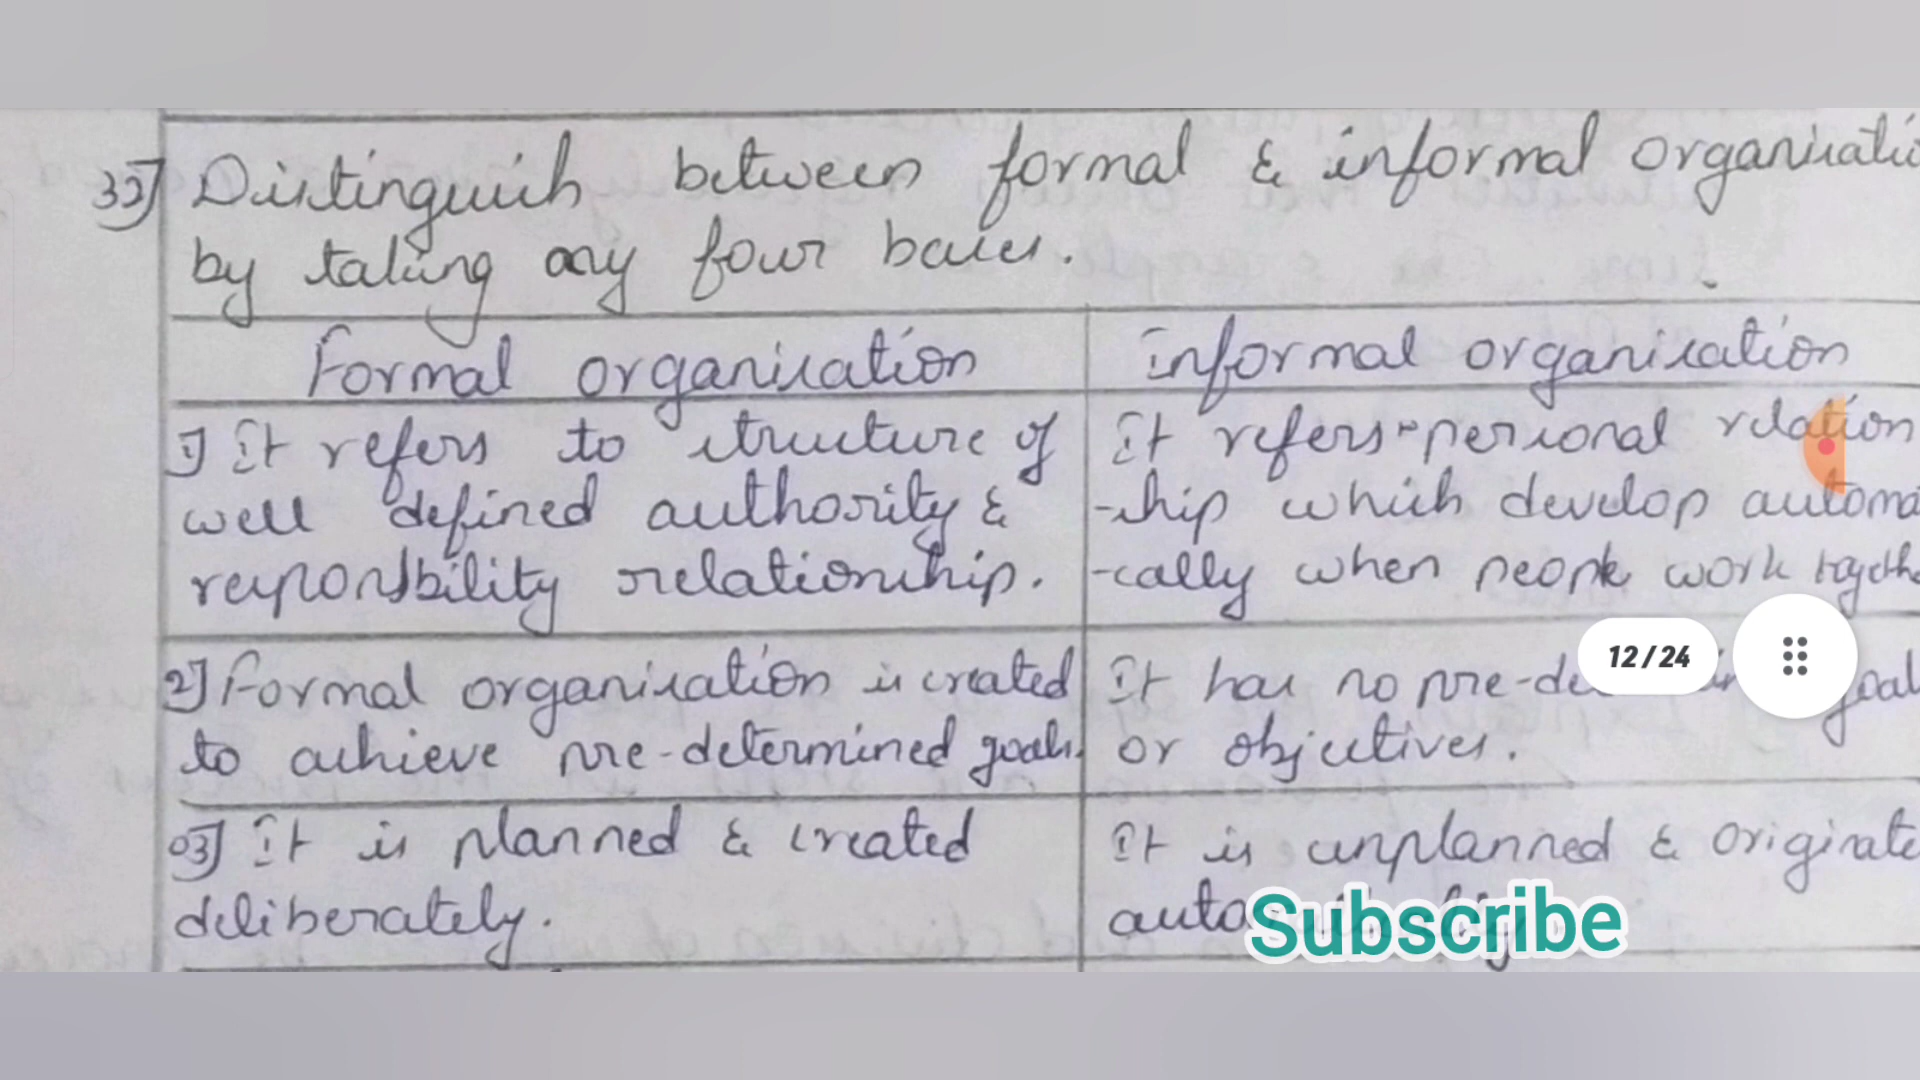 32] Distinguish between formal & informal organisati
by taking any four bases.
Formal organisation
Informal organisation
1] It refers to structure of
well defined authority &
responsibility relationship.
It refers personal relation
-ship which develop automa
-cally when people work togethe
2] Formal organisation is created
to achieve pre-determined goals.
It has no pre-de goal
or objectives.
12/24
03] It is planned & created
deliberately.
It is unplanned & originate
auto
Subscribe